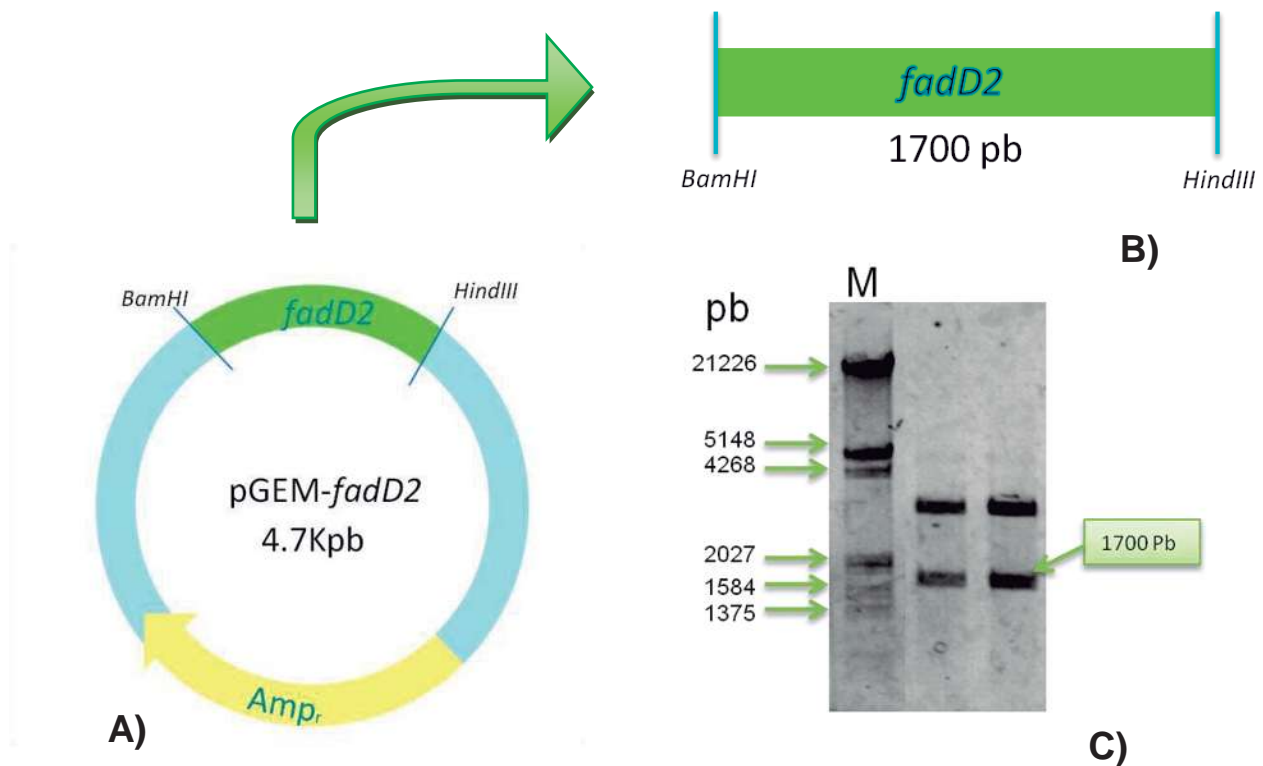 fadD2
1700 pb
BamHI
HindIII
B)
BamHI
HindIII
fadD2
pGEM-fadD2
4.7Kpb
Ampr
A)
M
pb
21226
5148
4268
2027
1584
1375
1700 Pb
C)